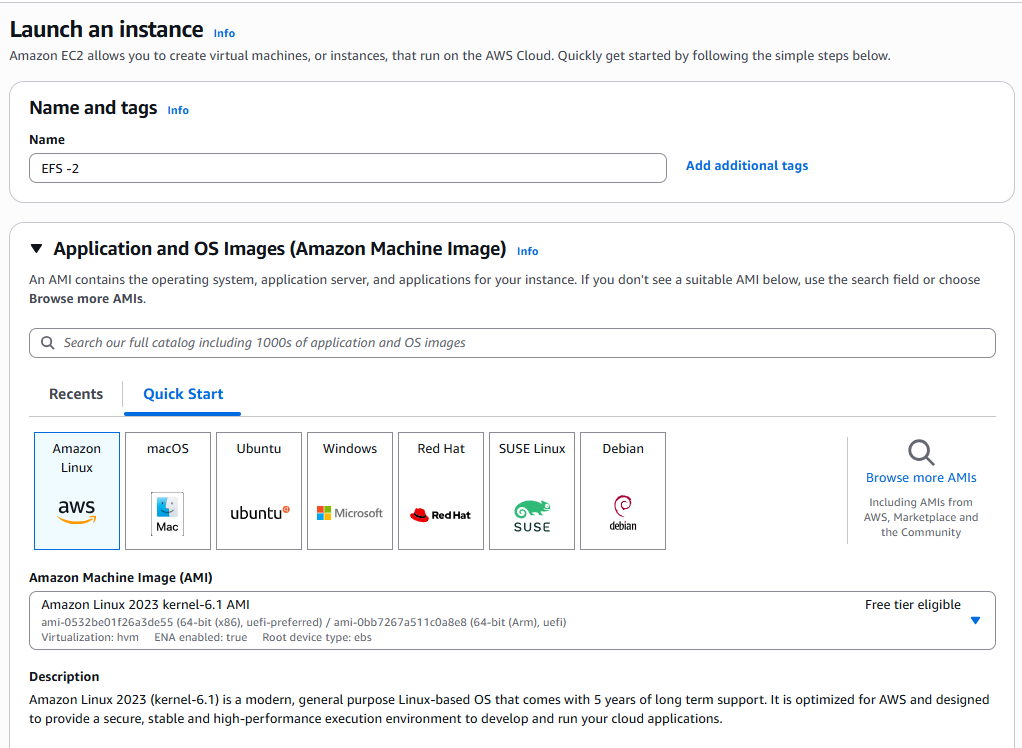 Launch an instance Info
Amazon EC2 allows you to create virtual machines, or instances, that run on the AWS Cloud. Quickly get started by following the simple steps below.
Name and tags Info
Name
EFS -2
Add additional tags
Application and OS Images (Amazon Machine Image) Info
An AMI contains the operating system, application server, and applications for your instance. If you don't see a suitable AMI below, use the search field or choose
Browse more AMIs.
Search our full catalog including 1000s of application and OS images
Recents
Quick Start
Amazon
Linux
aws
macOS
Mac
Ubuntu
ubuntu
Windows
Microsoft
Red Hat
Red Hat
SUSE Linux
SUSE
Debian
debian
Browse more AMIs
Including AMIs from
AWS, Marketplace and
the Community
Amazon Machine Image (AMI)
Amazon Linux 2023 kernel-6.1 AMI
Free tier eligible
ami-0532be01f26a3de55 (64-bit (x86), uefi-preferred) / ami-0bb7267a511c0a8e8 (64-bit (Arm), uefi)
Virtualization: hvm ENA enabled: true Root device type: ebs
Description
Amazon Linux 2023 (kernel-6.1) is a modern, general purpose Linux-based OS that comes with 5 years of long term support. It is optimized for AWS and designed
to provide a secure, stable and high-performance execution environment to develop and run your cloud applications.